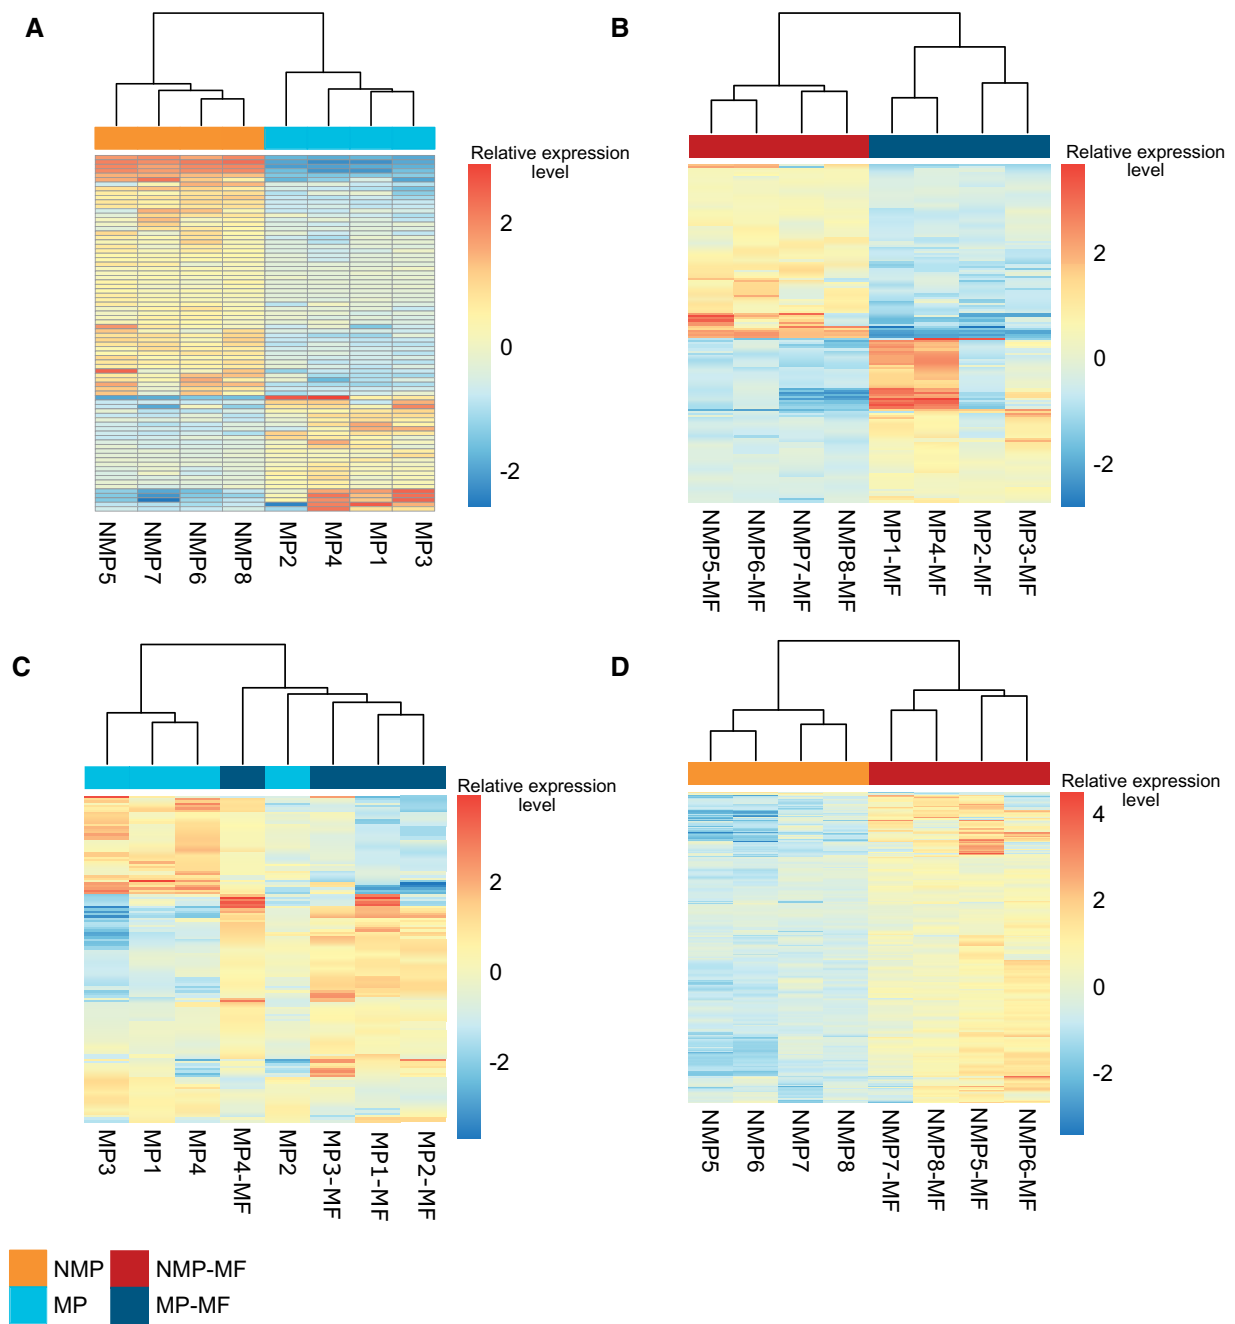 A
Relative expression
level
2
0
-2
NMP5
NMP7
NMP6
NMP8
MP2
MP4
MP1
MP3
B
Relative expression
level
2
0
-2
NMP5-MF
NMP6-MF
NMP7-MF
NMP8-MF
MP1-MF
MP4-MF
MP2-MF
MP3-MF
C
Relative expression
level
2
0
-2
MP3
MP1
MP4
MP4-MF
MP2
MP3-MF
MP1-MF
MP2-MF
D
Relative expression
level
4
2
0
-2
NMP5
NMP6
NMP7
NMP8
NMP7-MF
NMP8-MF
NMP5-MF
NMP6-MF
NMP
NMP-MF
MP
MP-MF